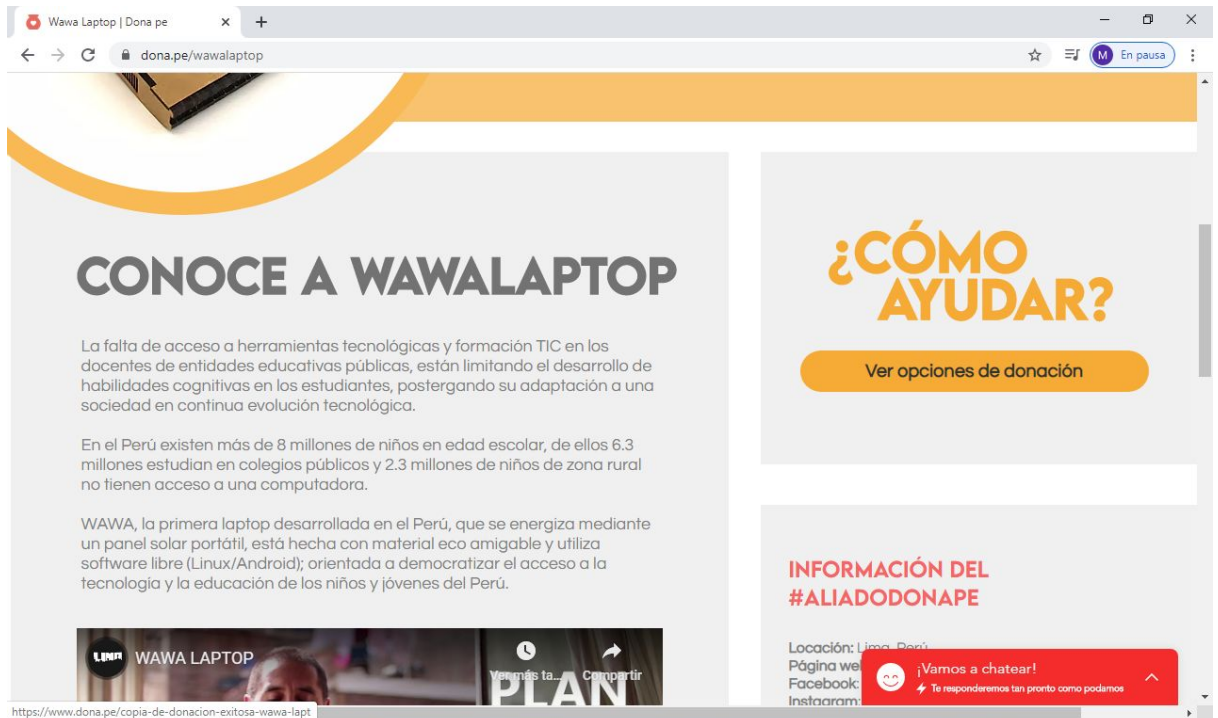 Wawa Laptop | Dona pe
dona.pe/wawalaptop
M
En pausa
CONOCE A WAWALAPTOP
La falta de acceso a herramientas tecnológicas y formación TIC en los
docentes de entidades educativas públicas, están limitando el desarrollo de
habilidades cognitivas en los estudiantes, postergando su adaptación a una
sociedad en continua evolución tecnológica.
En el Perú existen más de 8 millones de niños en edad escolar, de ellos 6.3
millones estudian en colegios públicos y 2.3 millones de niños de zona rural
no tienen acceso a una computadora.
WAWA, la primera laptop desarrollada en el Perú, que se energiza mediante
un panel solar portátil, está hecha con material eco amigable y utiliza
software libre (Linux/Android); orientada a democratizar el acceso a la
tecnología y la educación de los niños y jóvenes del Perú.
WAWA LAPTOP
Ver más ta...
Compartir
PLAN
¿CÓMO
AYUDAR?
Ver opciones de donación
INFORMACIÓN DEL
#ALIADODONAPE
Locación: Lima, Perú
Página
Facebook:
Instagram:
¡Vamos a chatear!
Te responderemos tan pronto como podamos
https://www.dona.pe/copia-de-donacion-exitosa-wawa-lapt